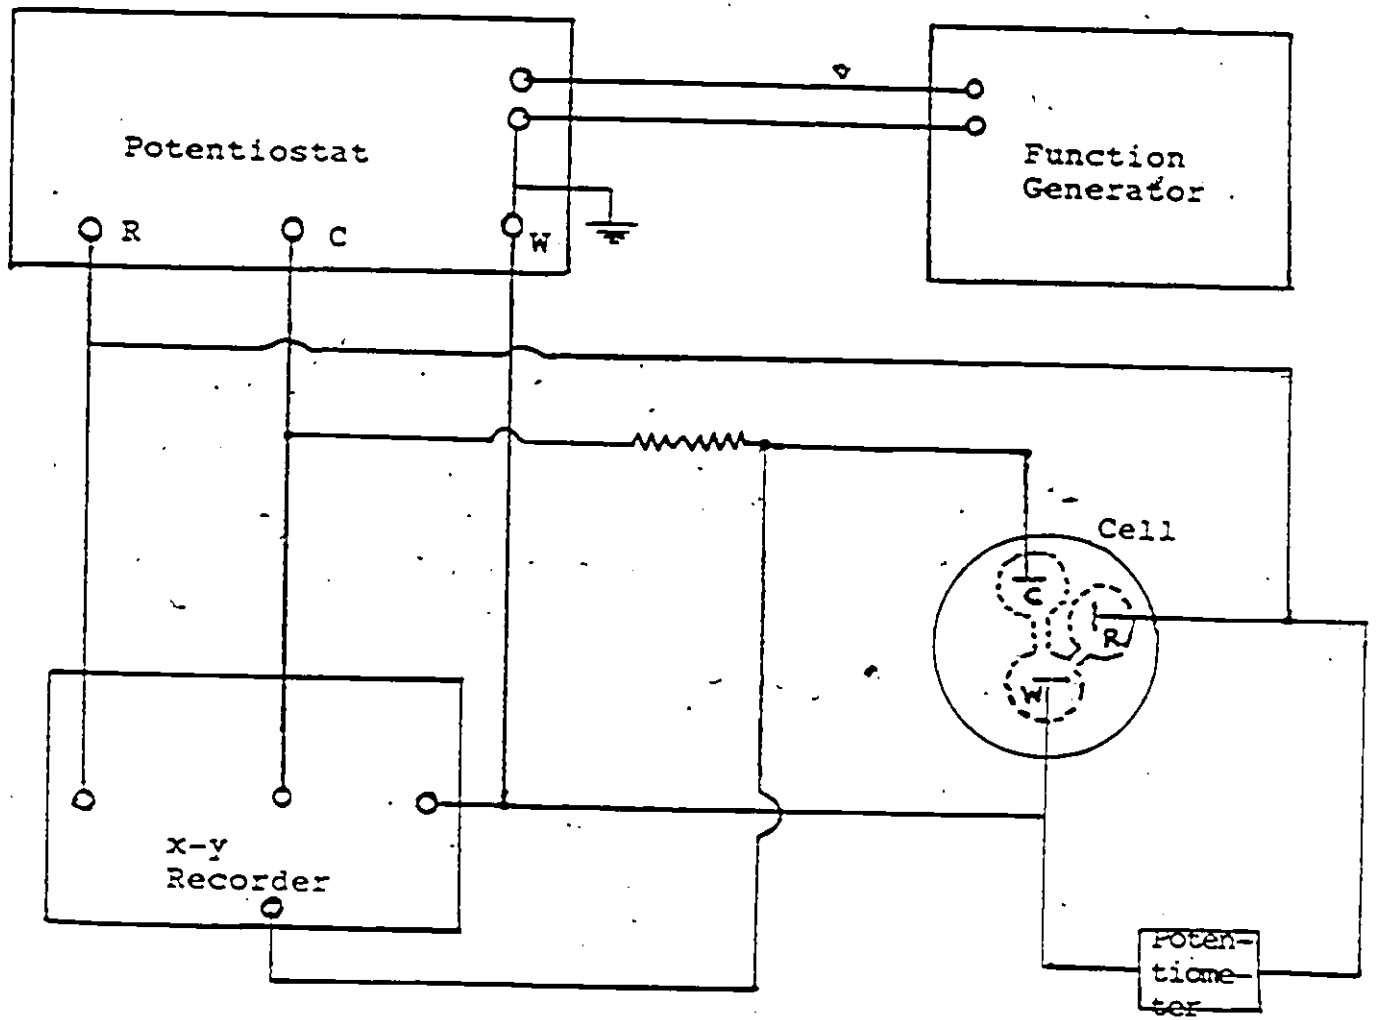 Potentiostat
Function
Generator
R
C
W
Cell
C
R
W
x-y
Recorder
Poten-
tiome-
ter